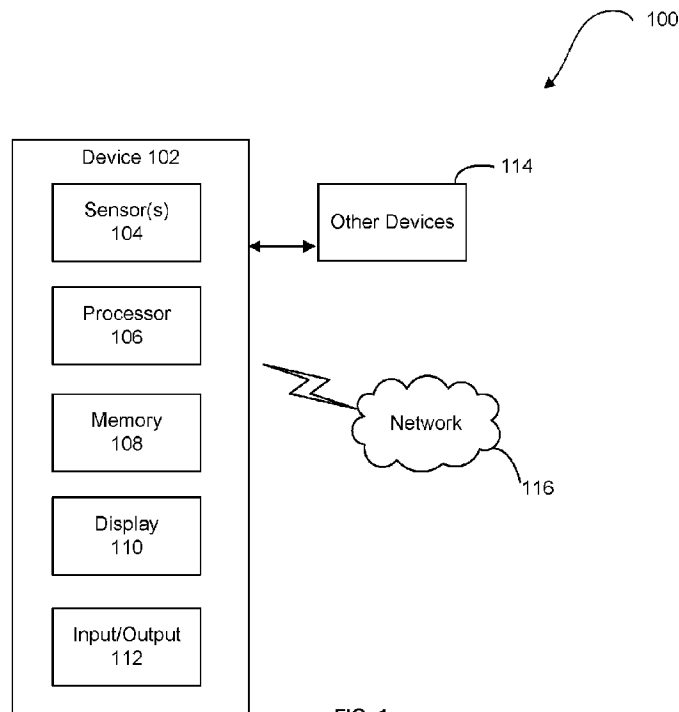 100
Device 102
Sensor(s)
104
Processor
106
Memory
108
Display
110
Input/Output
112
Other Devices
114
Network
116
FIG. 1